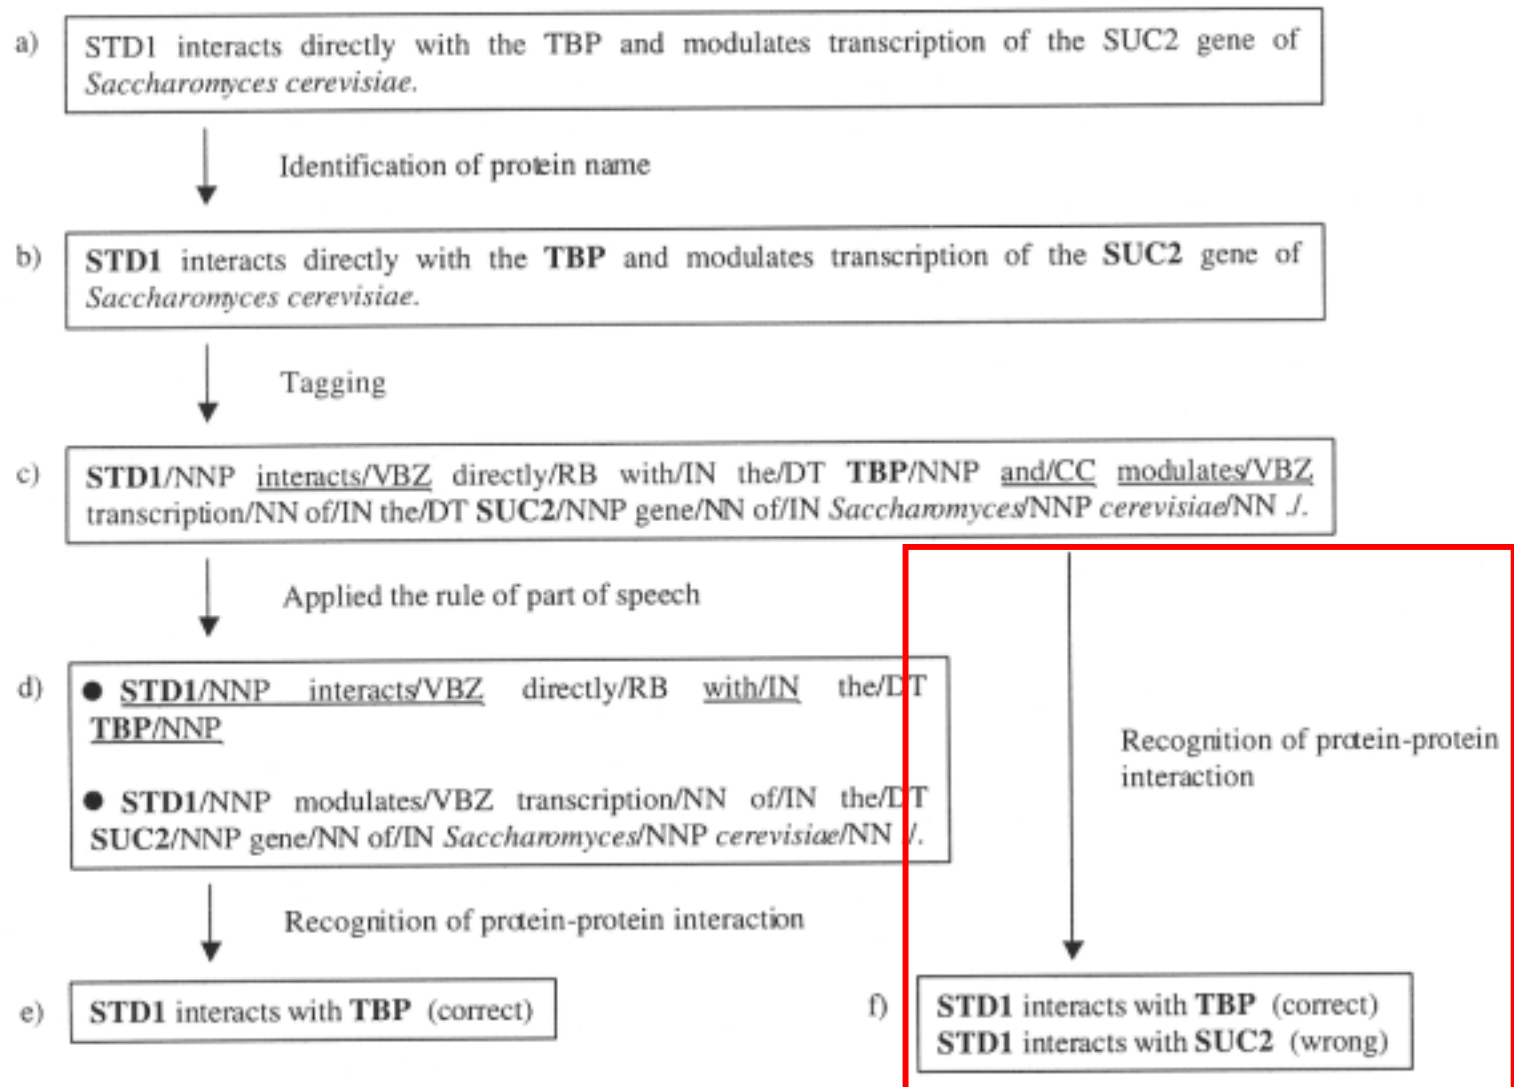 a) STD1 interacts directly with the TBP and modulates transcription of the SUC2 gene of
Saccharomyces cerevisiae.
Identification of protein name
b) STD1 interacts directly with the TBP and modulates transcription of the SUC2 gene of
Saccharomyces cerevisiae.
Tagging
c) STD1/NNP interacts/VBZ directly/RB with/IN the/DT TBP/NNP and/CC modulates/VBZ
transcription/NN of/IN the/DT SUC2/NNP gene/NN of/IN Saccharomyces/NNP cerevisiae/NN ./.
Applied the rule of part of speech
d) ● STD1/NNP interacts/VBZ directly/RB with/IN the/DT
TBP/NNP
● STD1/NNP modulates/VBZ transcription/NN of/IN the/DT
SUC2/NNP gene/NN of/IN Saccharomyces/NNP cerevisiae/NN ./.
Recognition of protein-protein
interaction
Recognition of protein-protein interaction
e) STD1 interacts with TBP (correct)
f) STD1 interacts with TBP (correct)
STD1 interacts with SUC2 (wrong)